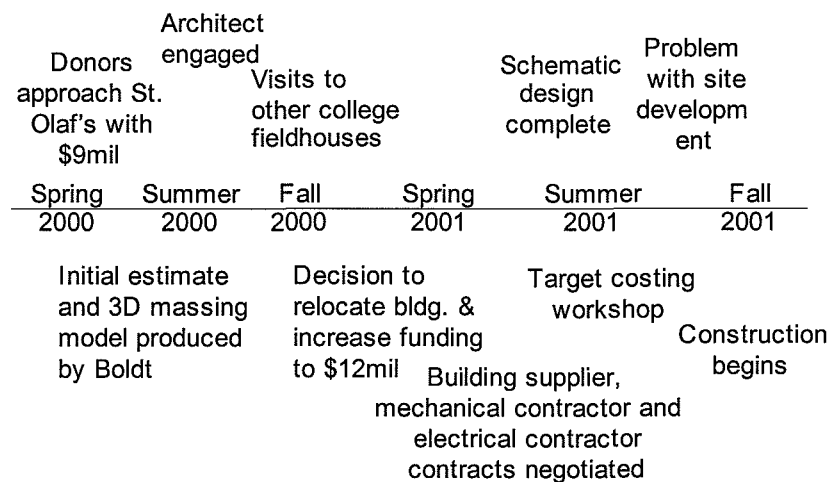 Donors
approach St.
Olaf's with
$9mil
Architect
engaged
Visits to
other college
fieldhouses
Schematic
design
complete
Problem
with site
developm
ent
Spring Summer Fall Spring Summer Fall
2000 2000 2000 2001 2001 2001
Initial estimate
and 3D massing
model produced
by Boldt
Decision to
relocate bldg. &
increase funding
to $12mil
Building supplier,
mechanical contractor and
electrical contractor
contracts negotiated
Target costing
workshop
Construction
begins